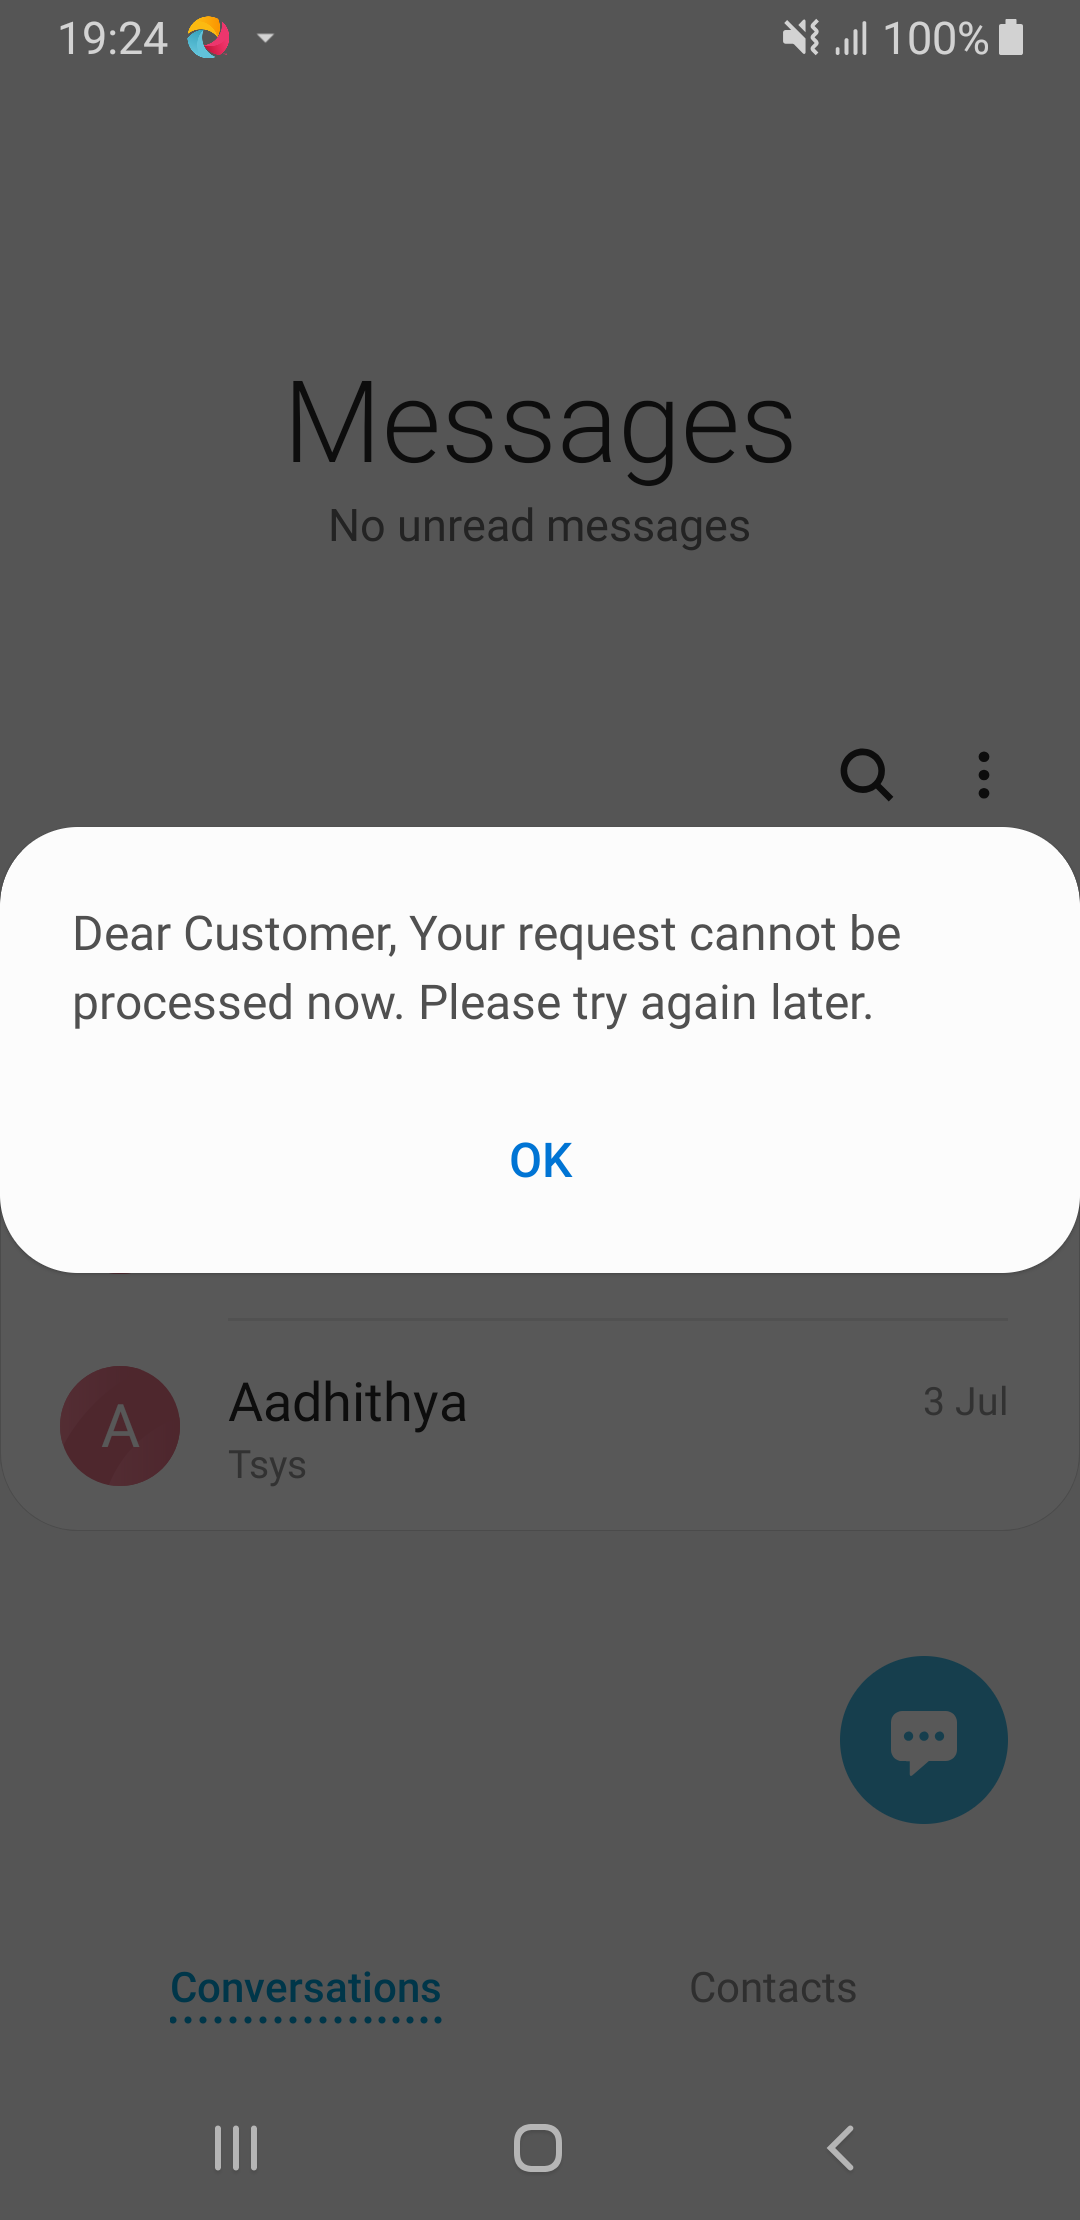 19:24
100%
Messages
No unread messages
Dear Customer, Your request cannot be
processed now. Please try again later.
OK
A
Aadhithya
3 Jul
Tsys
Conversations
Contacts